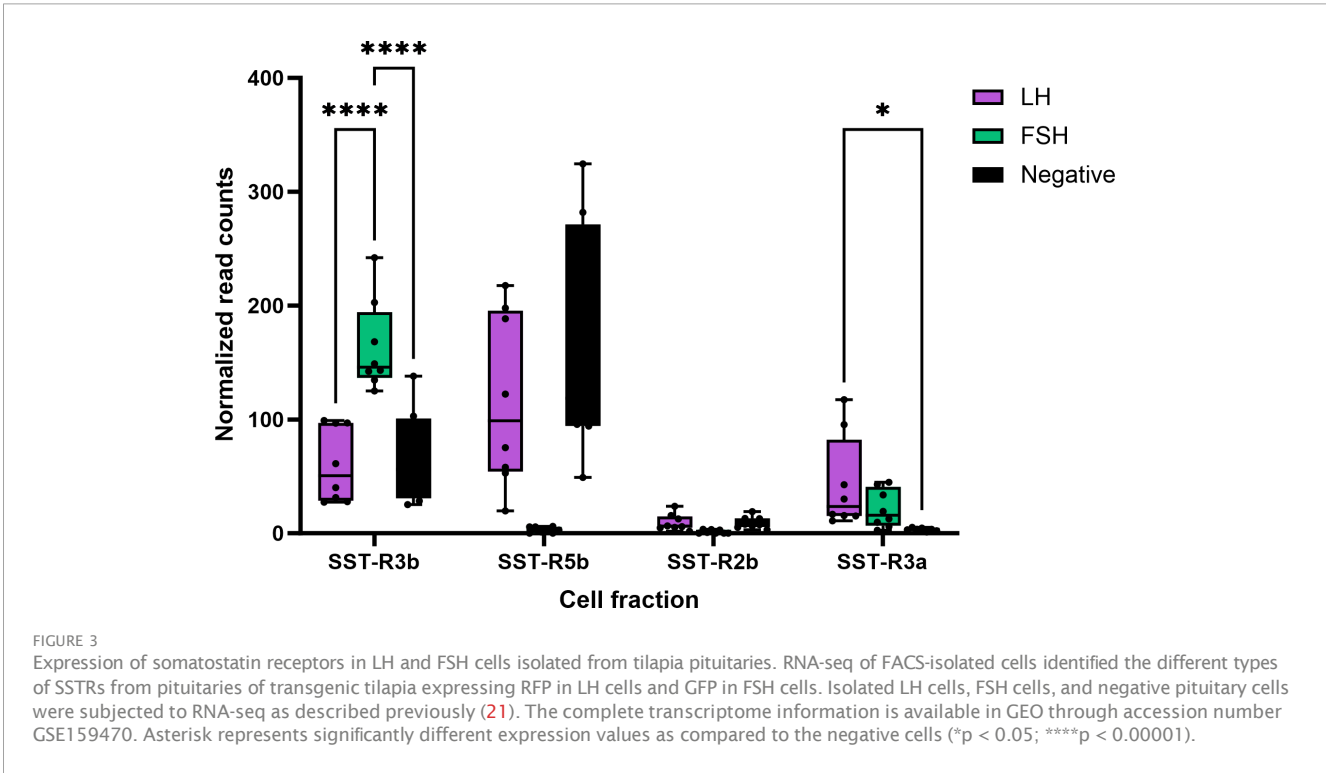 ****
400
****
*
LH
FSH
Negative
300
200
100
0
Normalized read counts
SST-R3b SST-R5b SST-R2b SST-R3a
Cell fraction
FIGURE 3
Expression of somatostatin receptors in LH and FSH cells isolated from tilapia pituitaries. RNA-seq of FACS-isolated cells identified the different types
of SSTRs from pituitaries of transgenic tilapia expressing RFP in LH cells and GFP in FSH cells. Isolated LH cells, FSH cells, and negative pituitary cells
were subjected to RNA-seq as described previously (21). The complete transcriptome information is available in GEO through accession number
GSE159470. Asterisk represents significantly different expression values as compared to the negative cells (*p < 0.05; ****p < 0.00001).